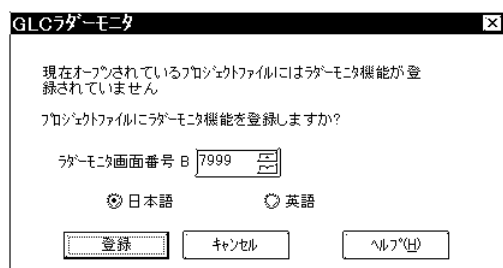 GLCﾗﾀﾞｰﾓﾆﾀ
現在ｵｰﾌﾟﾝされているﾌﾟﾛｼﾞｪｸﾄﾌｧｲﾙにはﾗﾀﾞｰﾓﾆﾀ機能が登
録されていません
ﾌﾟﾛｼﾞｪｸﾄﾌｧｲﾙにﾗﾀﾞｰﾓﾆﾀ機能を登録しますか?
ﾗﾀﾞｰﾓﾆﾀ画面番号 B 7999
日本語 英語
登録 ｷｬﾝｾﾙ ﾍﾙﾌﾟ(H)